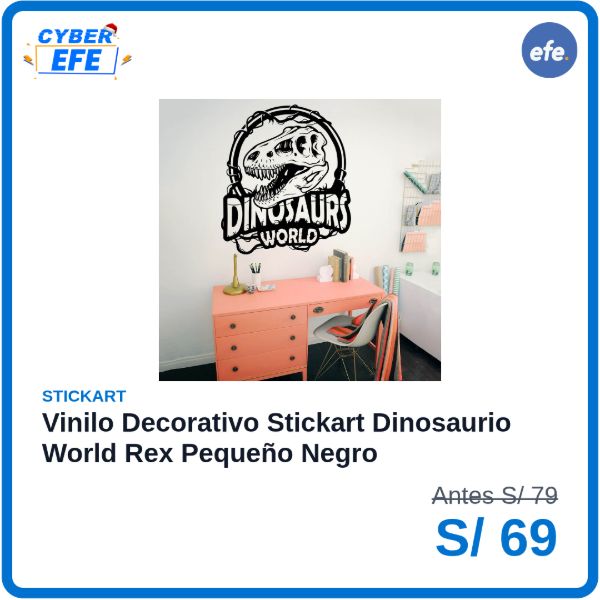 CYBER
EFE
efe.
DINOSAURS
WORLD
STICKART
Vinilo Decorativo Stickart Dinosaurio
World Rex Pequeño Negro
Antes S/ 79
S/ 69